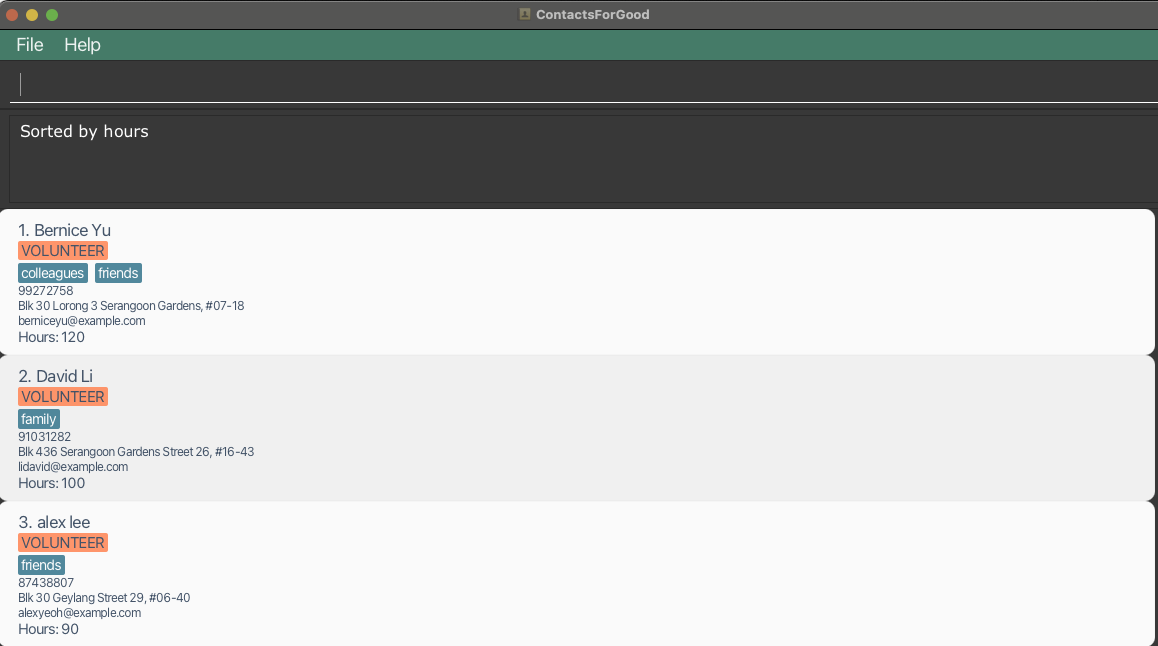 ContactsForGood
File Help
Sorted by hours
1. Bernice Yu
VOLUNTEER
colleagues friends
99272758
Blk 30 Lorong 3 Serangoon Gardens, #07-18
berniceyu@example.com
Hours: 120
2. David Li
VOLUNTEER
family
91031282
Blk 436 Serangoon Gardens Street 26, #16-43
lidavid@example.com
Hours: 100
3. alex lee
VOLUNTEER
friends
87438807
Blk 30 Geylang Street 29, #06-40
alexyeoh@example.com
Hours: 90